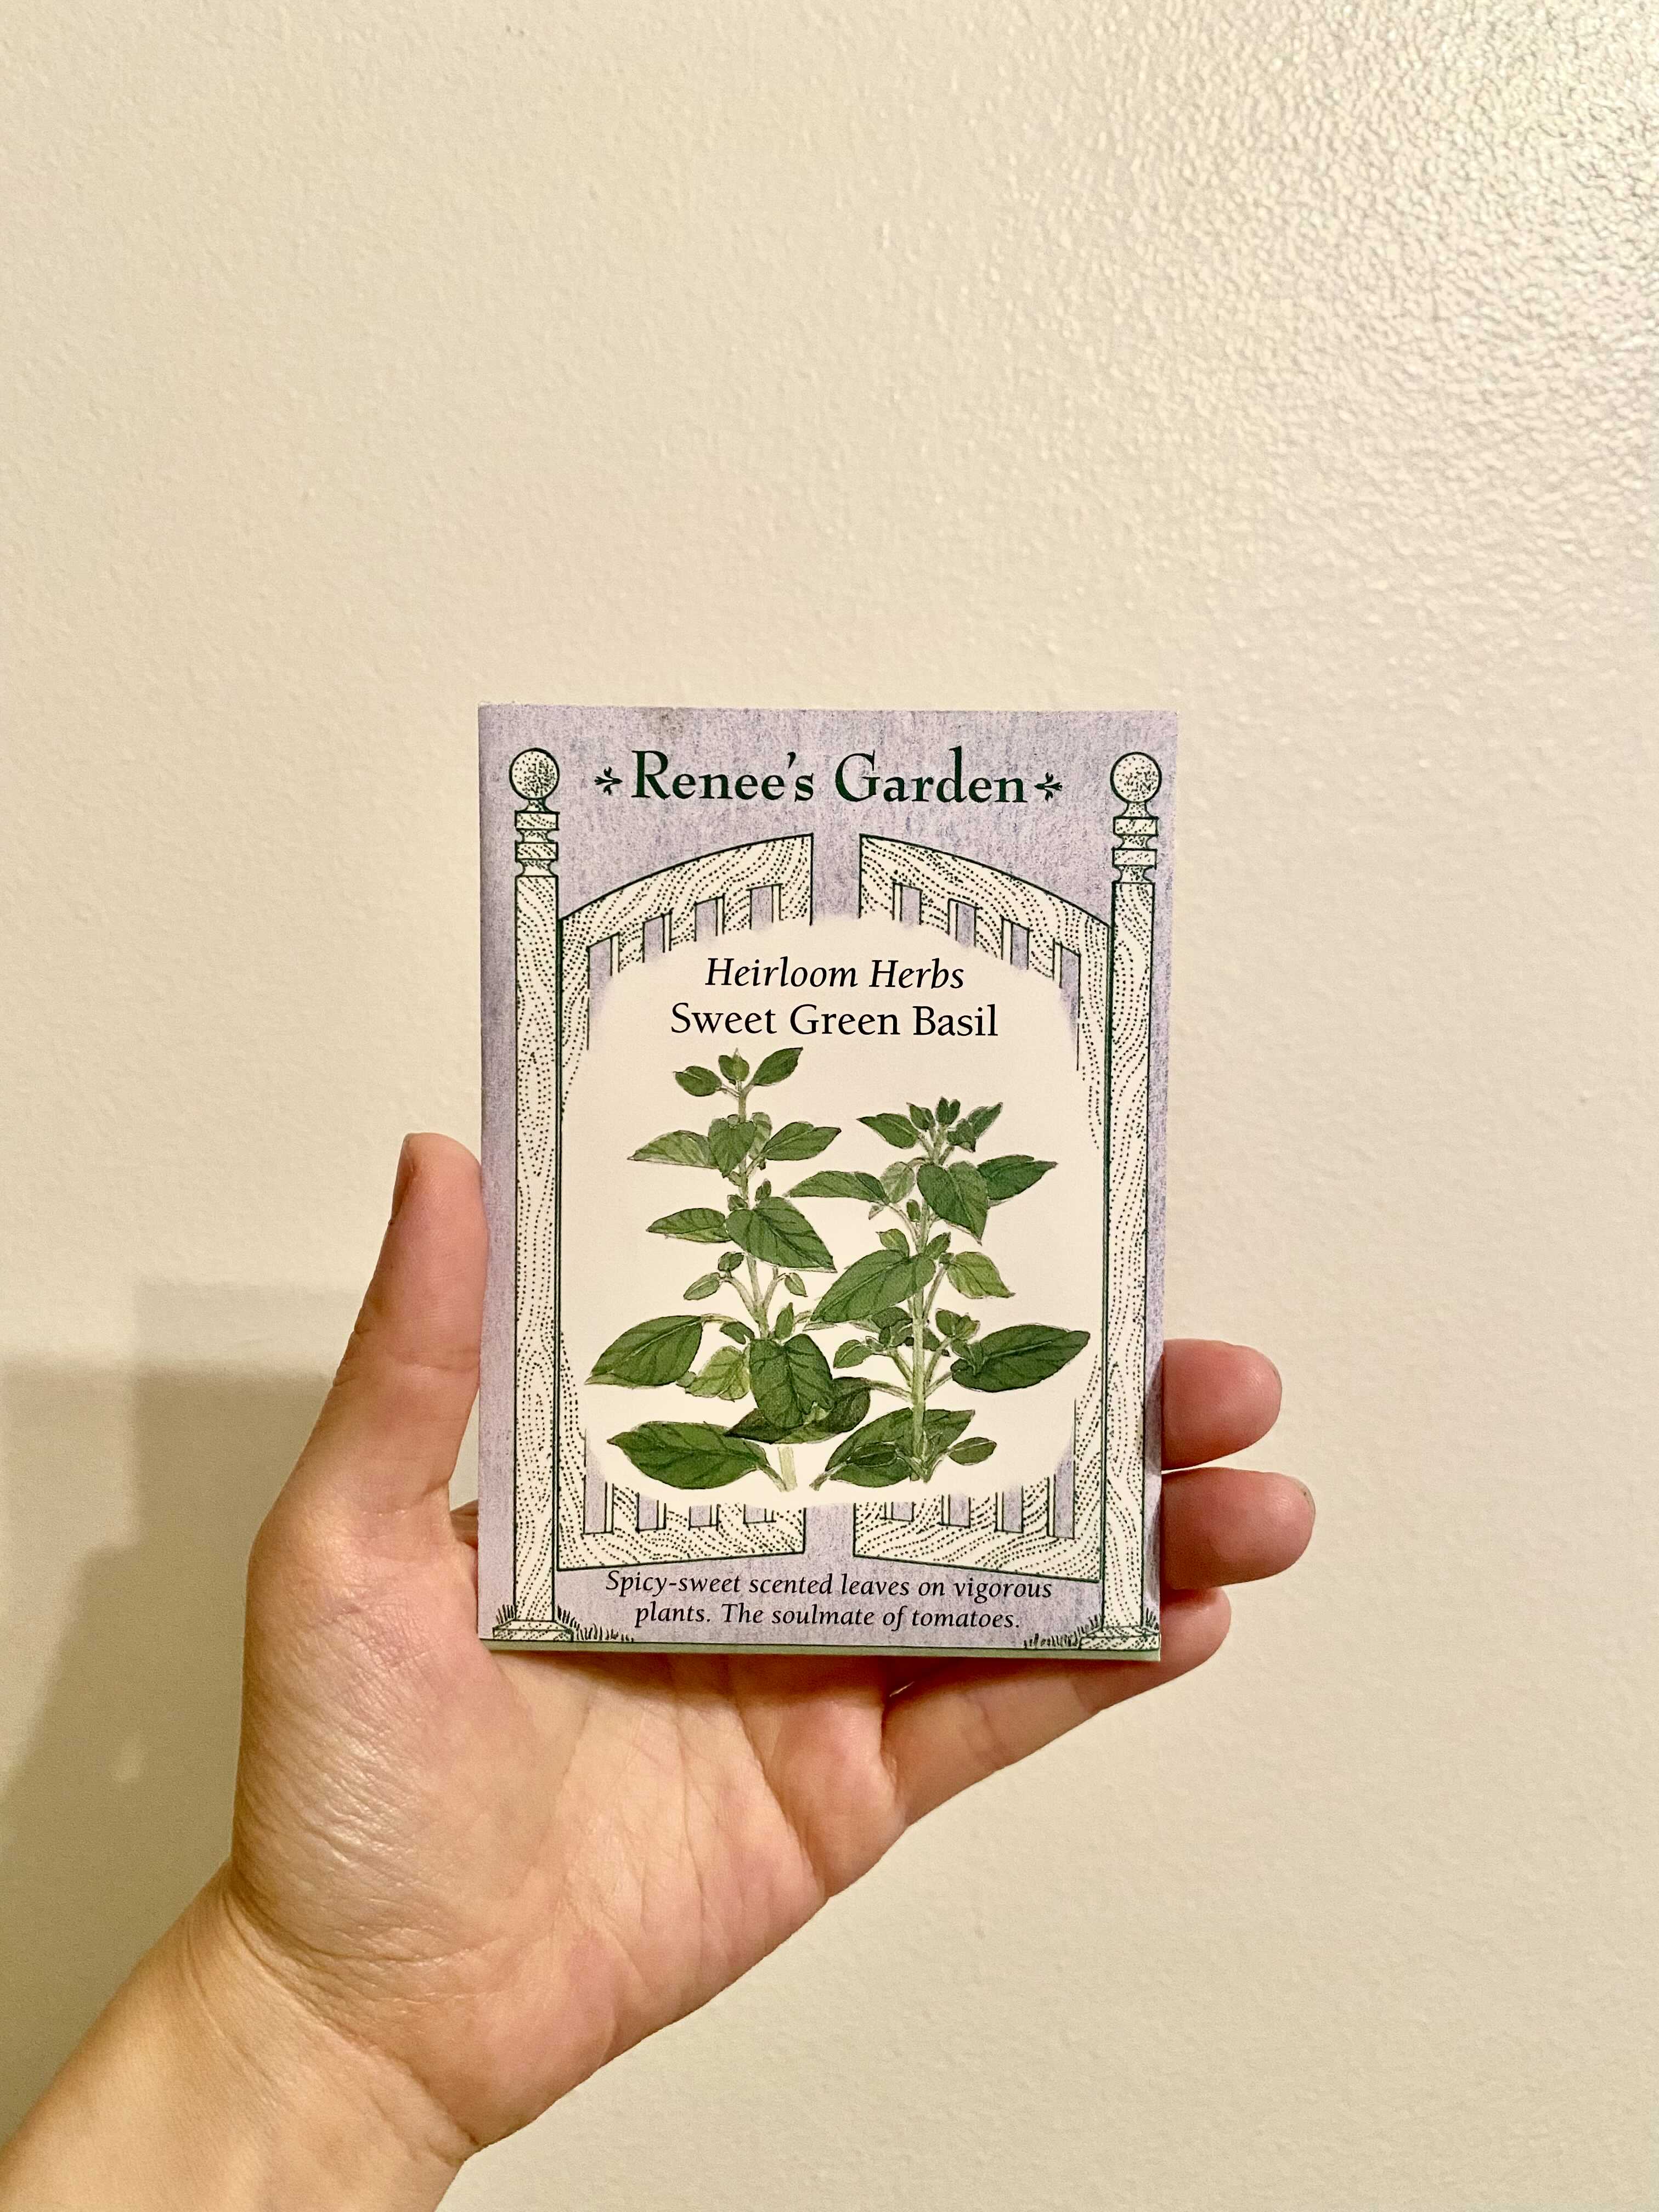 Renee's Garden
Heirloom Herbs
Sweet Green Basil
Spicy-sweet scented leaves on vigorous
plants. The soulmate of tomatoes.